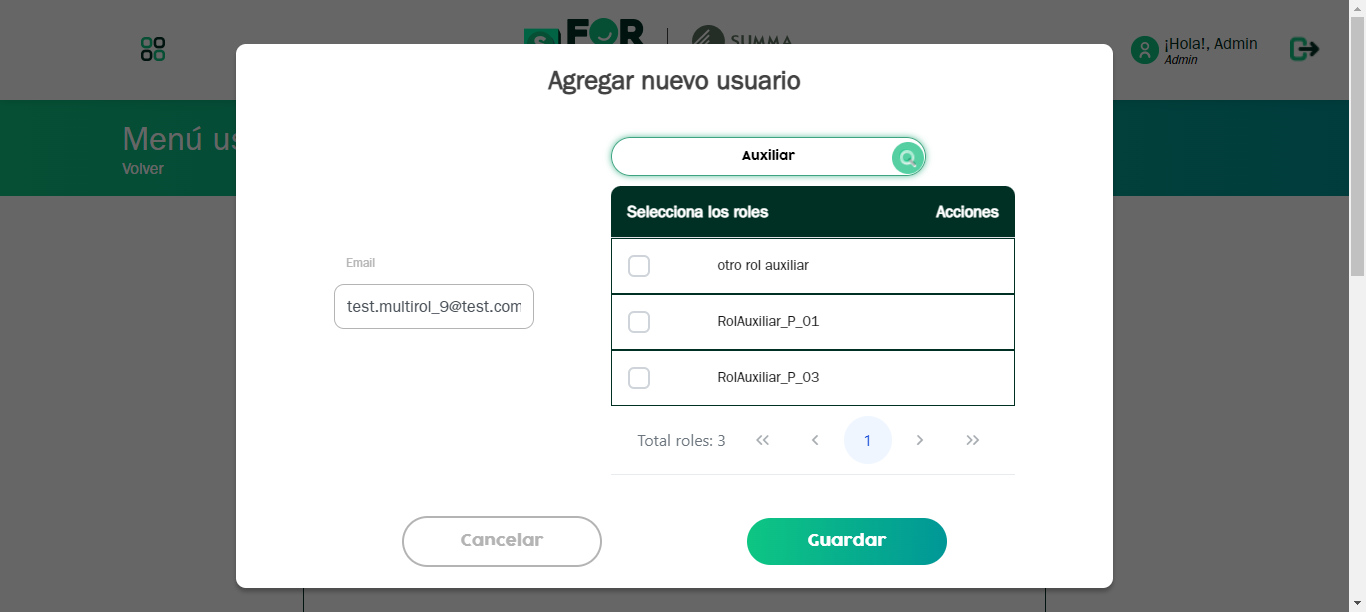 FOR
S
SUMMA
¡Hola!, Admin
Admin
Menú us
Volver
Agregar nuevo usuario
Auxiliar
Selecciona los roles Acciones
Email
test.multirol_9@test.com
otro rol auxiliar
RolAuxiliar_P_01
RolAuxiliar_P_03
Total roles: 3 << < 1 > >>
Cancelar
Guardar